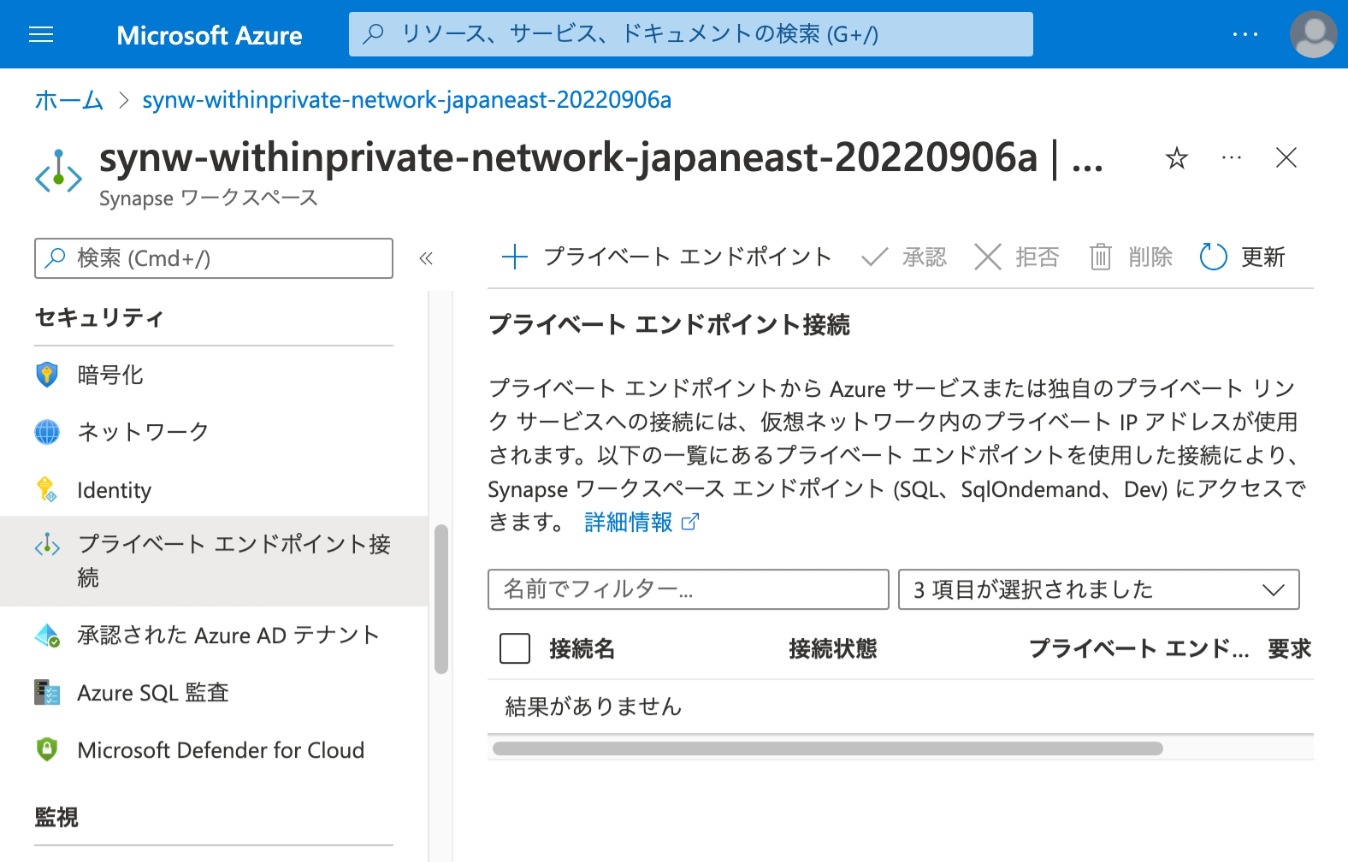 Microsoft Azure
リソース、サービス、ドキュメントの検索 (G+/)
...
ホーム > synw-withinprivate-network-japaneast-20220906a
synw-withinprivate-network-japaneast-20220906a | ...
Synapse ワークスペース
検索 (Cmd+/)
«
セキュリティ
暗号化
ネットワーク
Identity
プライベート エンドポイント接
続
承認された Azure AD テナント
Azure SQL 監査
Microsoft Defender for Cloud
監視
プライベート エンドポイント
承認
拒否
削除
更新
プライベート エンドポイント接続
プライベート エンドポイントから Azure サービスまたは独自のプライベート リン
ク サービスへの接続には、仮想ネットワーク内のプライベート IP アドレスが使用
されます。以下の一覧にあるプライベート エンドポイントを使用した接続により、
Synapse ワークスペース エンドポイント (SQL、SqlOndemand、Dev) にアクセスで
きます。 詳細情報
名前でフィルター...
3 項目が選択されました
接続名 接続状態 プライベート エンド... 要求
結果がありません